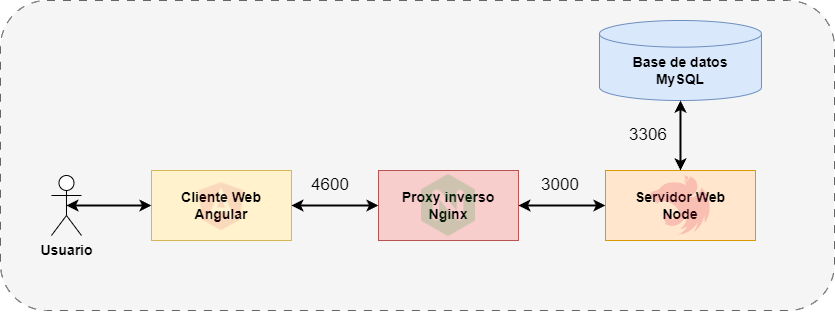 Base de datos
MySQL
3306
Usuario
Cliente Web
Angular
4600
Proxy inverso
Nginx
3000
Servidor Web
Node